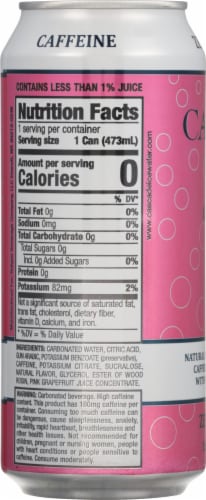 CAFFEINE
CONTAINS LESS THAN 1% JUICE
Nutrition Facts
1 serving per container
Serving size 1 Can (473mL)
Amount per serving
Calories 0
% DV*
Total Fat 0g 0%
Sodium 0mg 0%
Total Carbohydrate 0g 0%
Total Sugars 0g
Incl. 0g Added Sugars 0%
Protein 0g
Potassium 82mg 2%
Not a significant source of saturated fat,
trans fat, cholesterol, dietary fiber,
vitamin D, calcium, and iron.
*%DV = % Daily Value
INGREDIENTS: CARBONATED WATER, CITRIC ACID,
GUM ARABIC, POTASSIUM BENZOATE (preservative),
CAFFEINE, POTASSIUM CITRATE, SUCRALOSE,
NATURAL FLAVOR, GLYCEROL, ESTER OF WOOD
ROSIN, PINK GRAPEFRUIT JUICE CONCENTRATE.
WARNING: Carbonated beverage. High caffeine
content. This product has 160mg caffeine per
container. Consuming too much caffeine can
be dangerous, cause sleeplessness, anxiety,
irritability, rapid heartbeat, breathlessness and
other health issues. Not recommended for
children, pregnant or nursing women, people
with heart conditions or people sensitive to
caffeine. Consume moderately.
www.cascadeicewater.com
CA
NATURAL
CAFFE
WITH